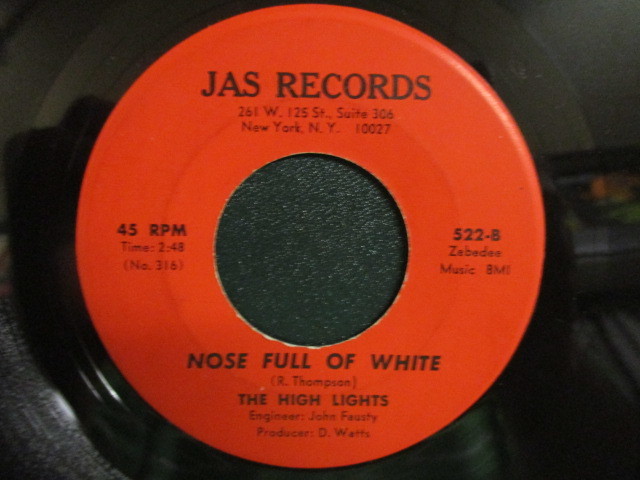 JAS RECORDS
261 W. 125 St., Suite 306
New York, N. Y. 10027
45 RPM
Time: 2:48
(No. 316)
522-B
Zebedee
Music BMI
NOSE FULL OF WHITE
(R. Thompson)
THE HIGH LIGHTS
Engineer: John Fausty
Producer: D. Watts